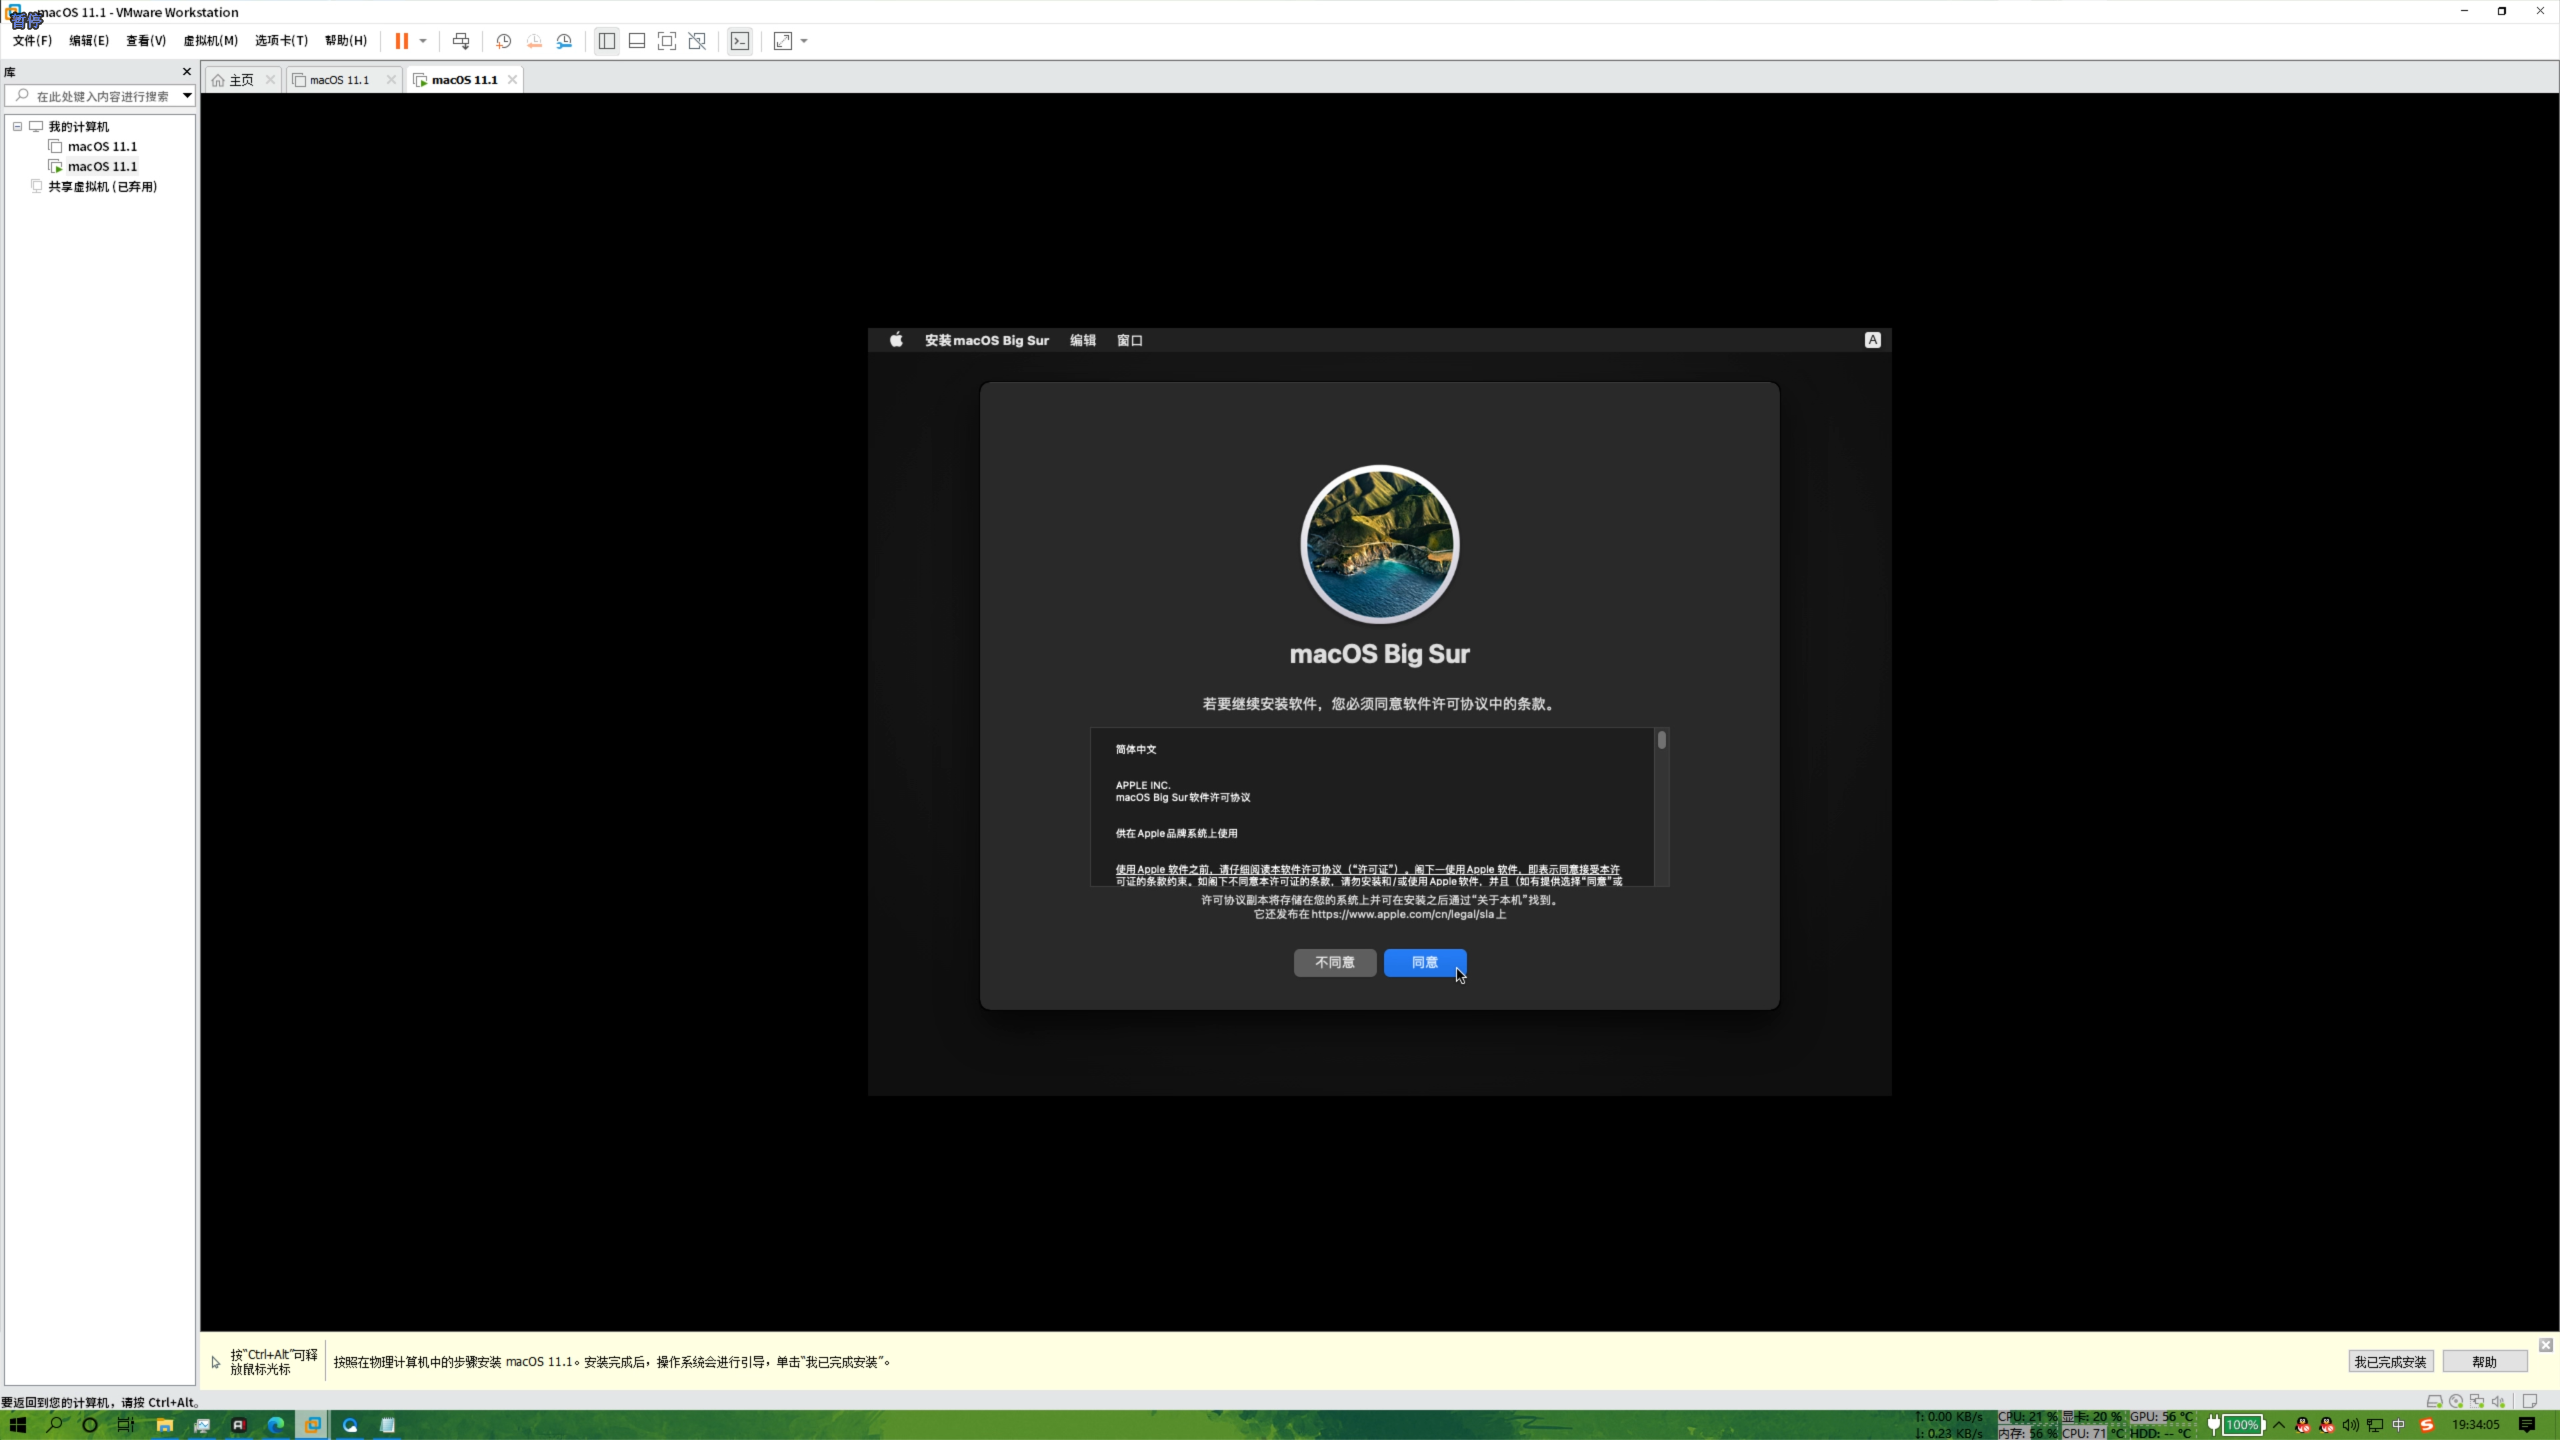 macOS 11.1 - VMware Workstation
暂停
文件(F) 编辑(E) 查看(V) 虚拟机(M) 选项卡(T) 帮助(H)
库
在此处键入内容进行搜索
我的计算机
macOS 11.1
macOS 11.1
共享虚拟机 (已弃用)
主页 macOS 11.1 macOS 11.1
安装macOS Big Sur 编辑 窗口 A
macOS Big Sur
若要继续安装软件，您必须同意软件许可协议中的条款。
简体中文
APPLE INC.
macOS Big Sur软件许可协议
供在Apple品牌系统上使用
使用Apple 软件之前，请仔细阅读本软件许可协议（“许可证”）。阁下一使用Apple 软件，即表示同意接受本许
可证的条款约束。如阁下不同意本许可证的条款，请勿安装和/或使用Apple软件，并且（如有提供选择“同意”或
许可协议副本将存储在您的系统上并可在安装之后通过“关于本机”找到。
它还发布在https://www.apple.com/cn/legal/sla上
不同意 同意
按"Ctrl+Alt"可释
放鼠标光标
按照在物理计算机中的步骤安装 macOS 11.1。安装完成后，操作系统会进行引导，单击“我已完成安装”。
我已完成安装 帮助
要返回到您的计算机，请按 Ctrl+Alt。
↑: 0.00 KB/s CPU: 21 % 显卡: 20 % GPU: 56 °C
↓: 0.23 KB/s 内存: 56 % CPU: 71 °C HDD: -- °C
100% 中 19:34:05